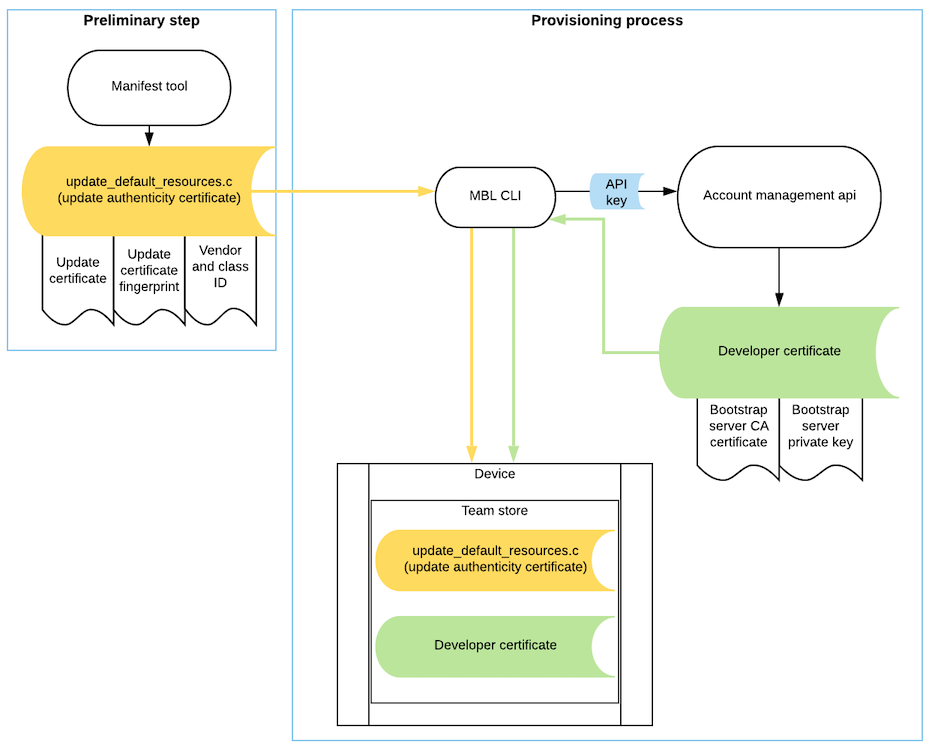 Preliminary step
Manifest tool
update_default_resources.c
(update authenticity certificate)
Update
certificate
Update
certificate
fingerprint
Vendor
and class
ID
Provisioning process
MBL CLI
API
key
Account management api
Developer certificate
Bootstrap
server CA
certificate
Bootstrap
server
private key
Device
Team store
update_default_resources.c
(update authenticity certificate)
Developer certificate